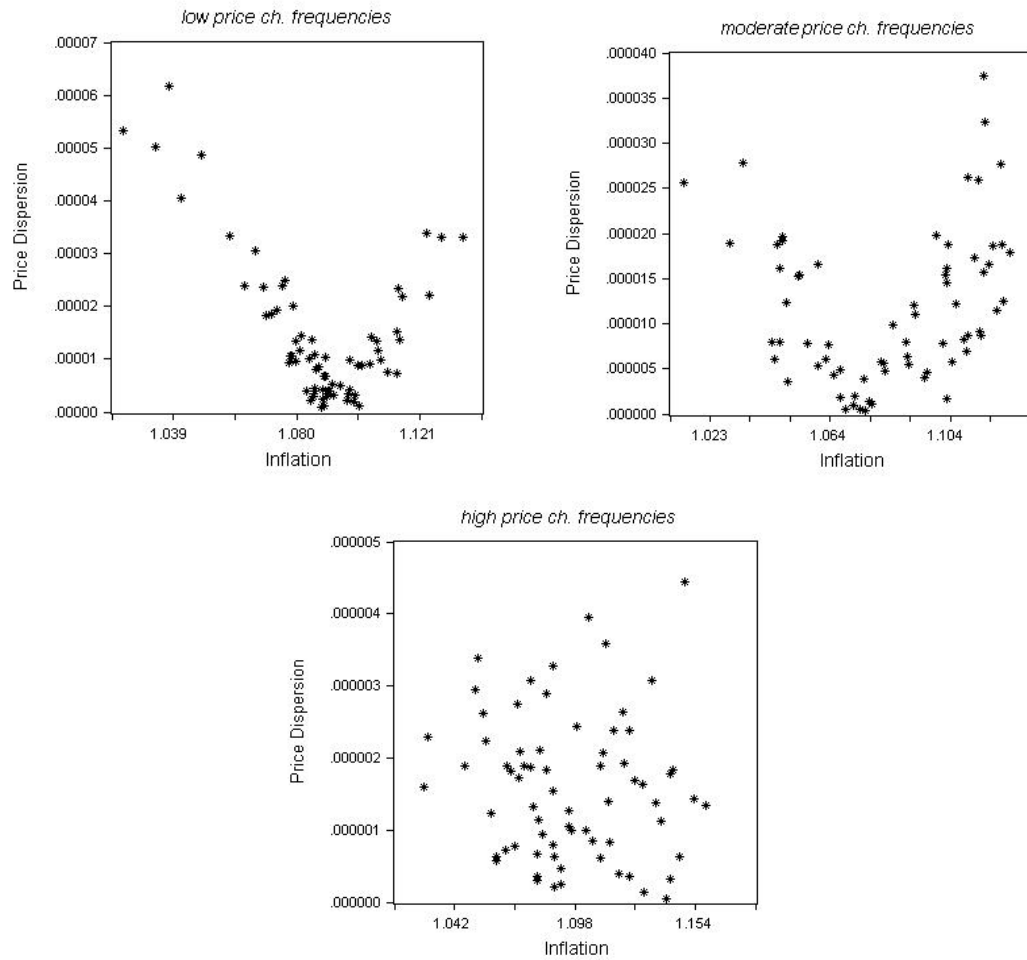 low price ch. frequencies
.00007
.00006
.00005
.00004
.00003
.00002
.00001
.00000
Price Dispersion
1.039 1.080 1.121
Inflation
moderate price ch. frequencies
.000040
.000035
.000030
.000025
.000020
.000015
.000010
.000005
.000000
Price Dispersion
1.023 1.064 1.104
Inflation
high price ch. frequencies
.000005
.000004
.000003
.000002
.000001
.000000
Price Dispersion
1.042 1.098 1.154
Inflation